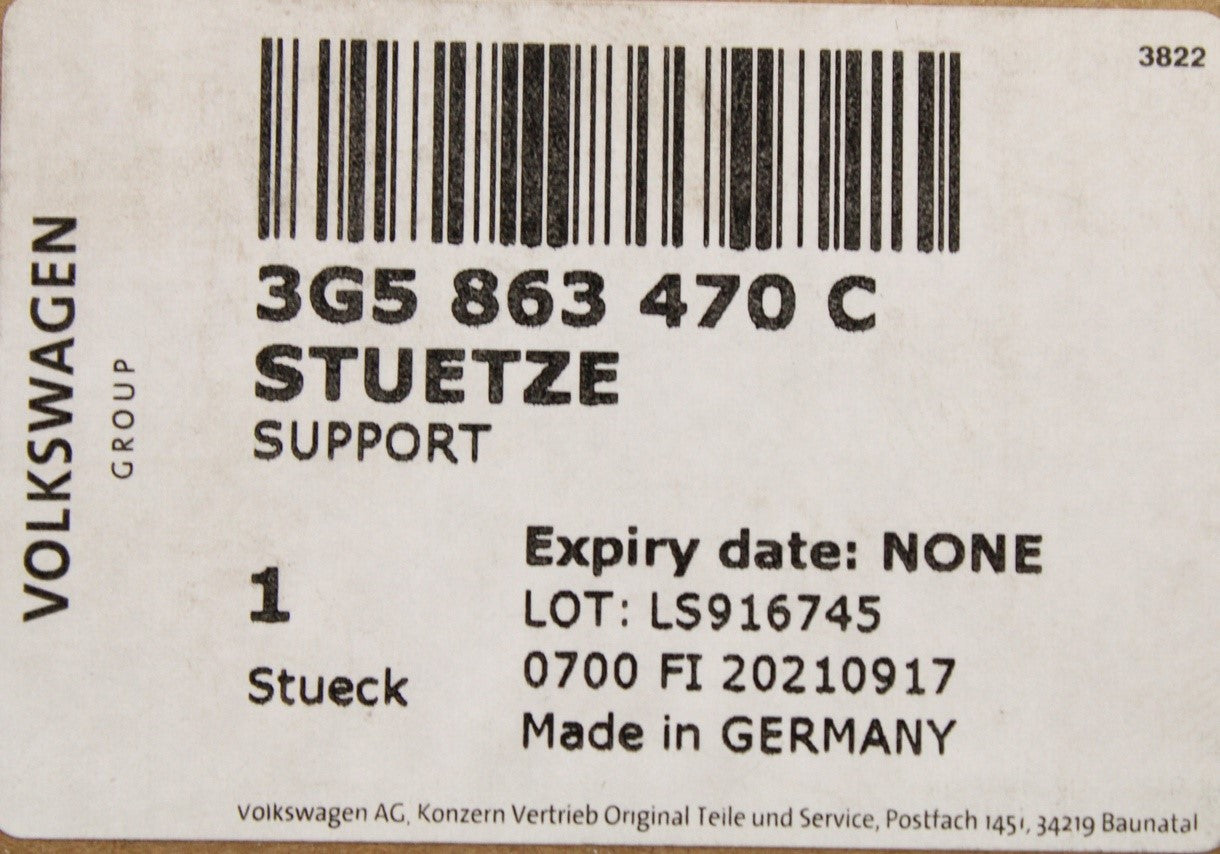 3822
VOLKSWAGEN
GROUP
3G5 863 470 C
STUETZE
SUPPORT
1
Stueck
Expiry date: NONE
LOT: LS916745
0700 FI 20210917
Made in GERMANY
Volkswagen AG, Konzern Vertrieb Original Teile und Service, Postfach 1451, 34219 Baunatal